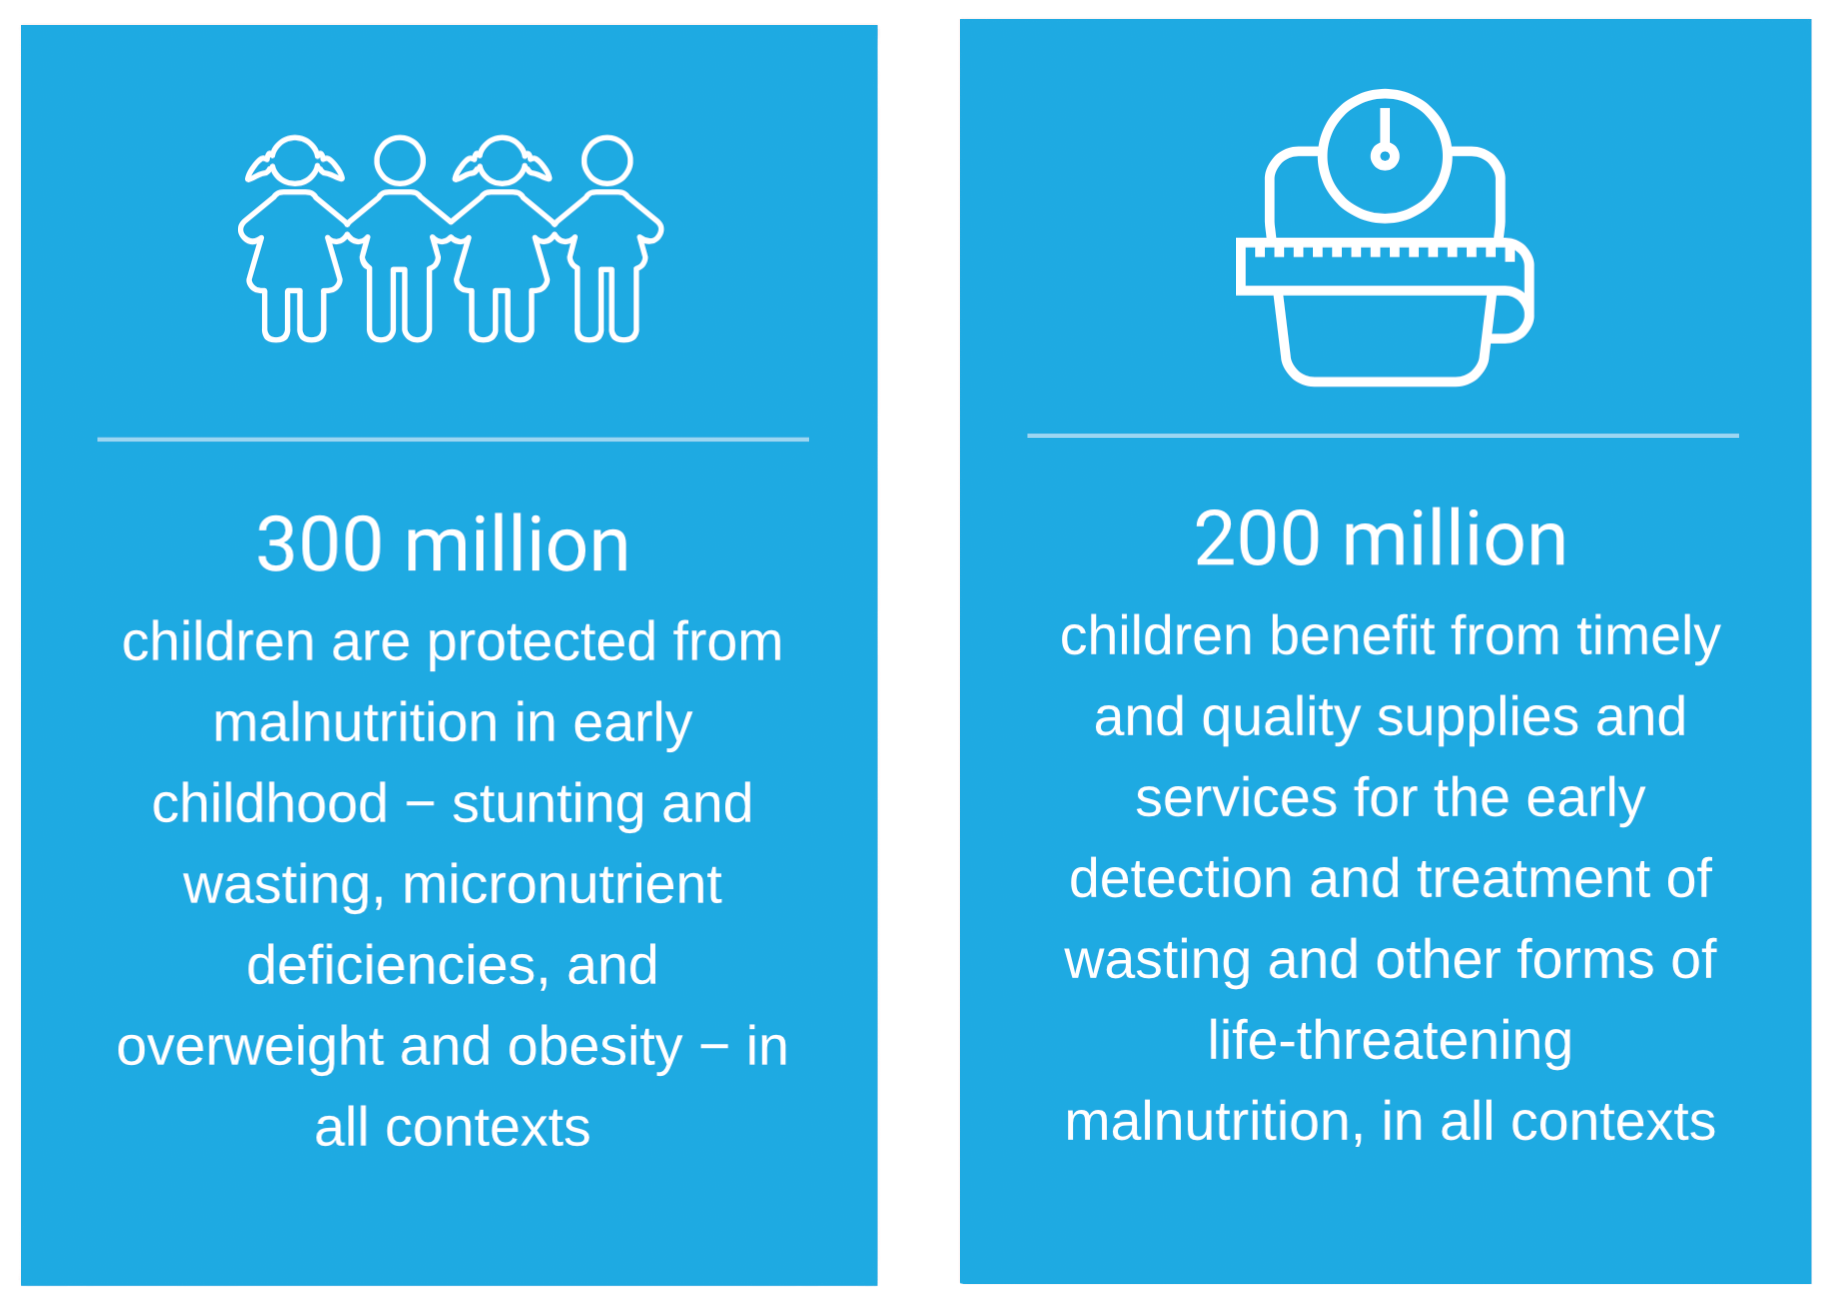 300 million
children are protected from
malnutrition in early
childhood − stunting and
wasting, micronutrient
deficiencies, and
overweight and obesity − in
all contexts
200 million
children benefit from timely
and quality supplies and
services for the early
detection and treatment of
wasting and other forms of
life-threatening
malnutrition, in all contexts